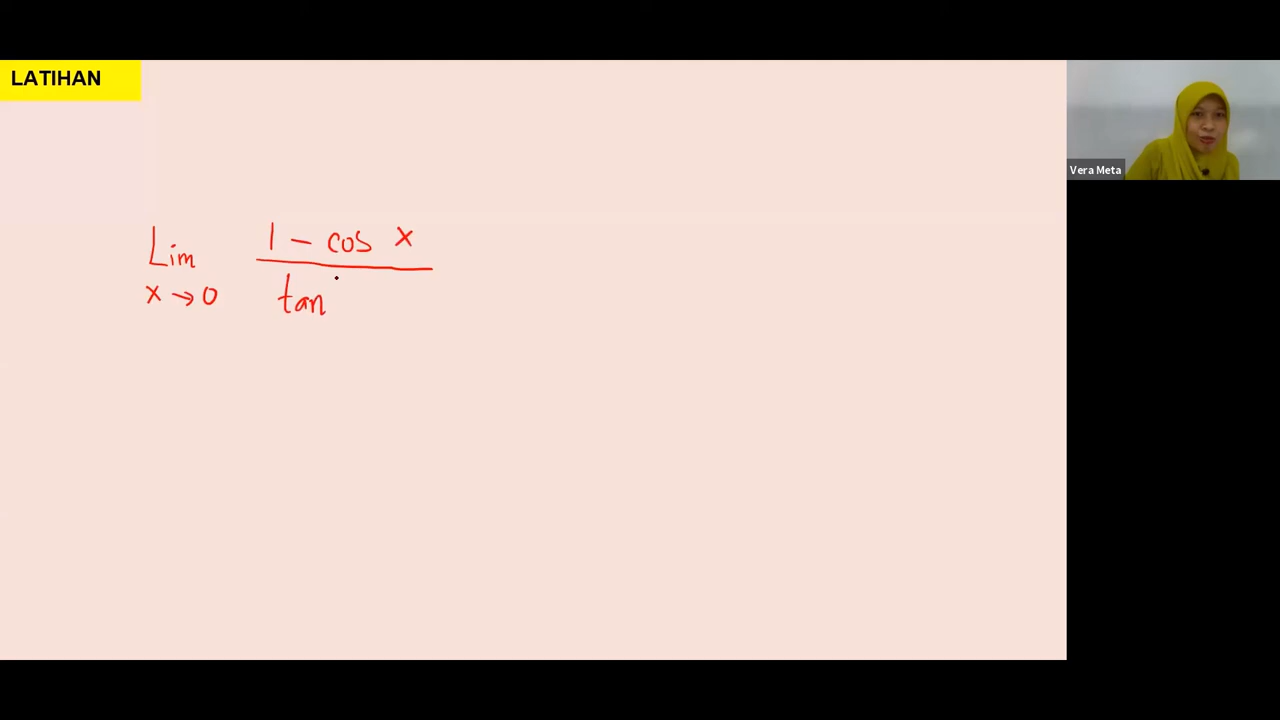 LATIHAN
Vera Meta
Lim 1 - cos x
x → 0 tan